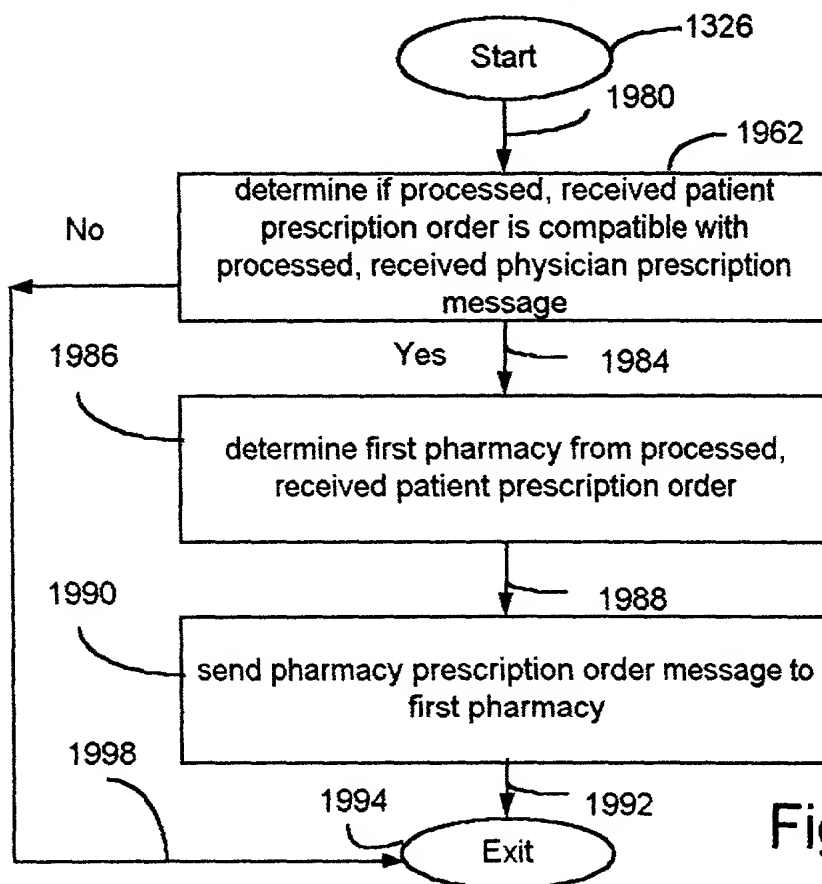 1326
Start
1980
1962
determine if processed, received patient
prescription order is compatible with
processed, received physician prescription
message
No
1986
Yes
1984
determine first pharmacy from processed,
received patient prescription order
1990
1988
send pharmacy prescription order message to
first pharmacy
1998
1994
1992
Exit